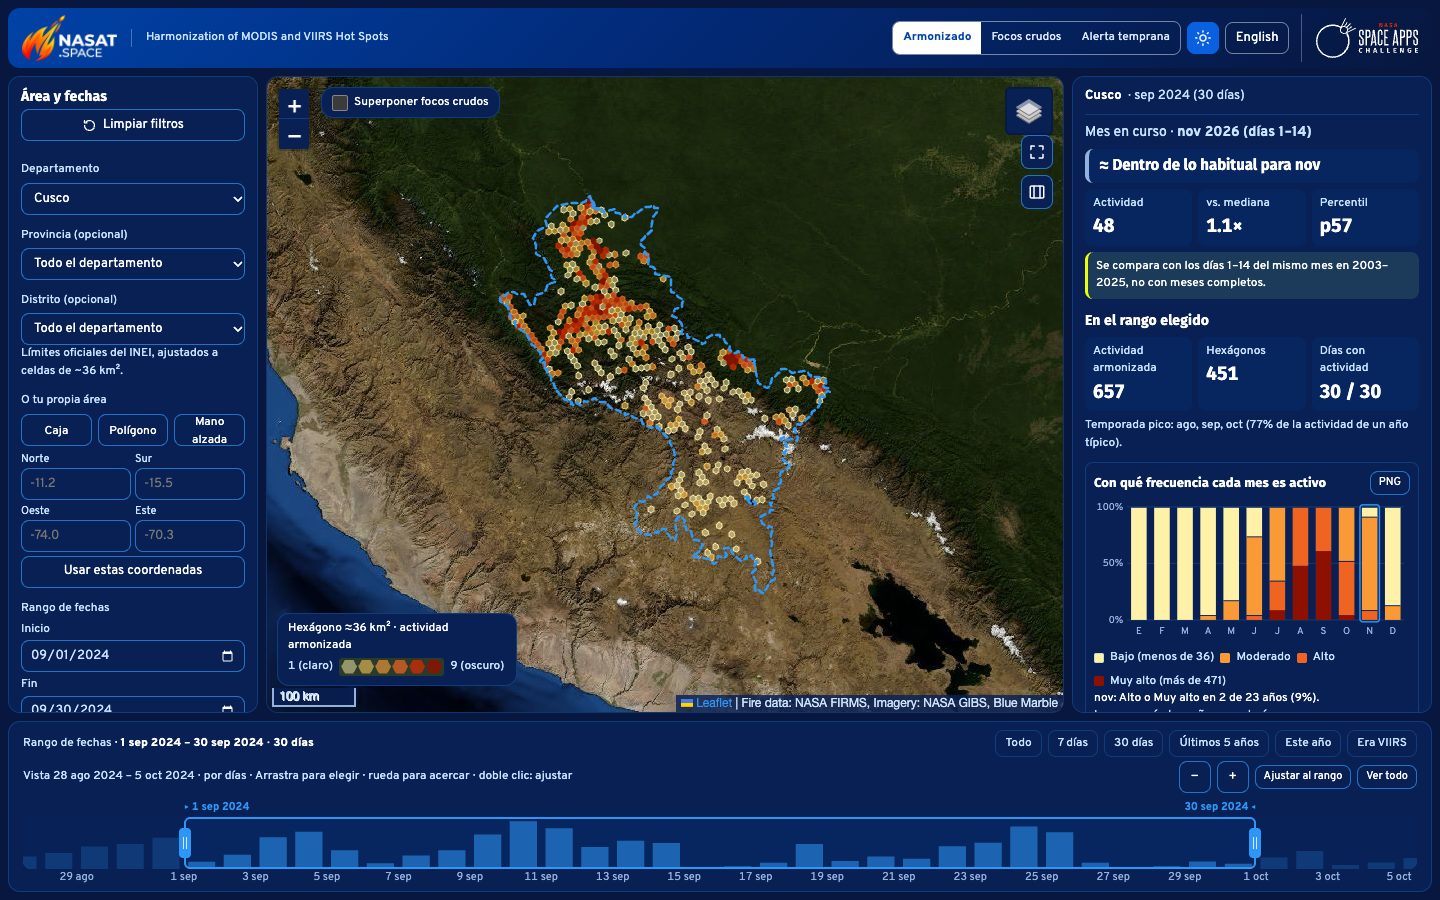 NASAT
.SPACE
Harmonization of MODIS and VIIRS Hot Spots
Armonizado
Focos crudos
Alerta temprana
English
NASA
SPACE APPS
CHALLENGE
Área y fechas
Limpiar filtros
Departamento
Cusco
Provincia (opcional)
Todo el departamento
Distrito (opcional)
Todo el departamento
Límites oficiales del INEI, ajustados a
celdas de ~36 km².
O tu propia área
Caja
Polígono
Mano
alzada
Norte
Sur
-11.2
-15.5
Oeste
Este
-74.0
-70.3
Usar estas coordenadas
Rango de fechas
Inicio
09/01/2024
Fin
09/30/2024
+
−
Superponer focos crudos
Hexágono ≈36 km² · actividad
armonizada
1 (claro)
9 (oscuro)
100 km
Leaflet | Fire data: NASA FIRMS, Imagery: NASA GIBS, Blue Marble
Cusco · sep 2024 (30 días)
Mes en curso · nov 2026 (días 1–14)
≈ Dentro de lo habitual para nov
Actividad
48
vs. mediana
1.1×
Percentil
p57
Se compara con los días 1–14 del mismo mes en 2003–
2025, no con meses completos.
En el rango elegido
Actividad
armonizada
657
Hexágonos
451
Días con
actividad
30 / 30
Temporada pico: ago, sep, oct (77% de la actividad de un año
típico).
Con qué frecuencia cada mes es activo
PNG
100%
50%
0%
E F M A M J J A S O N D
Bajo (menos de 36)
Moderado
Alto
Muy alto (más de 471)
nov: Alto o Muy alto en 2 de 23 años (9%).
Rango de fechas · 1 sep 2024 – 30 sep 2024 · 30 días
Todo
7 días
30 días
Últimos 5 años
Este año
Era VIIRS
Vista 28 ago 2024 – 5 oct 2024 · por días · Arrastra para elegir · rueda para acercar · doble clic: ajustar
−
+
Ajustar al rango
Ver todo
1 sep 2024
30 sep 2024
29 ago
1 sep
3 sep
5 sep
7 sep
9 sep
11 sep
13 sep
15 sep
17 sep
19 sep
21 sep
23 sep
25 sep
27 sep
29 sep
1 oct
3 oct
5 oct